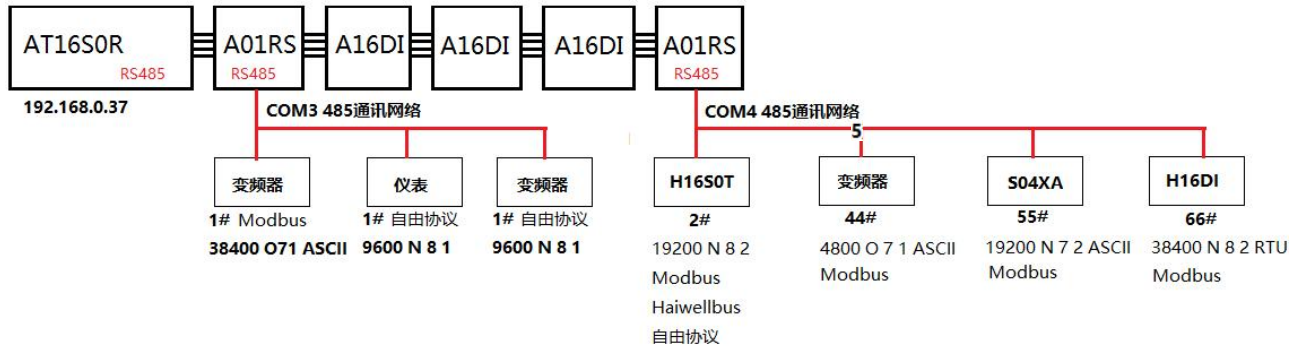 AT16S0R
RS485
A01RS
RS485
A16DI
A16DI
A16DI
A01RS
RS485
192.168.0.37
COM3 485通讯网络
COM4 485通讯网络
5
变频器
仪表
变频器
H16S0T
变频器
S04XA
H16DI
1# Modbus
38400 O71 ASCII
1# 自由协议
9600 N 8 1
1# 自由协议
9600 N 8 1
2#
19200 N 8 2
Modbus
Haiwellbus
自由协议
44#
4800 O 7 1 ASCII
Modbus
55#
19200 N 7 2 ASCII
Modbus
66#
38400 N 8 2 RTU
Modbus